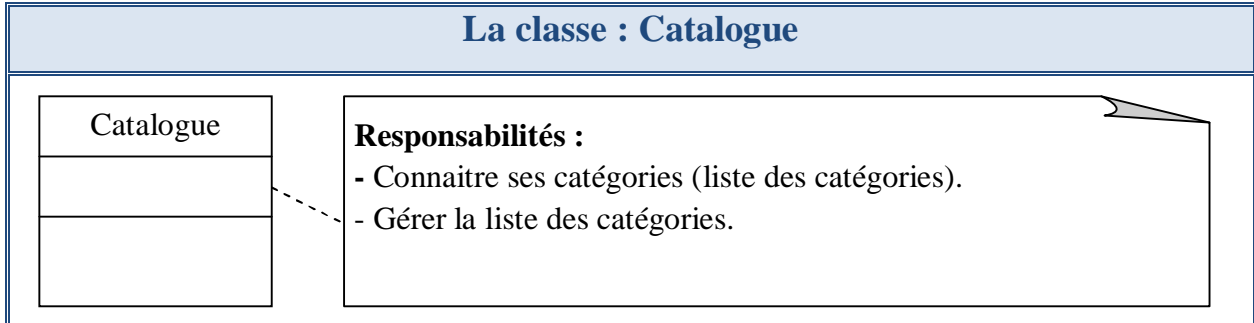 La classe : Catalogue
Catalogue
Responsabilités :
- Connaitre ses catégories (liste des catégories).
- Gérer la liste des catégories.